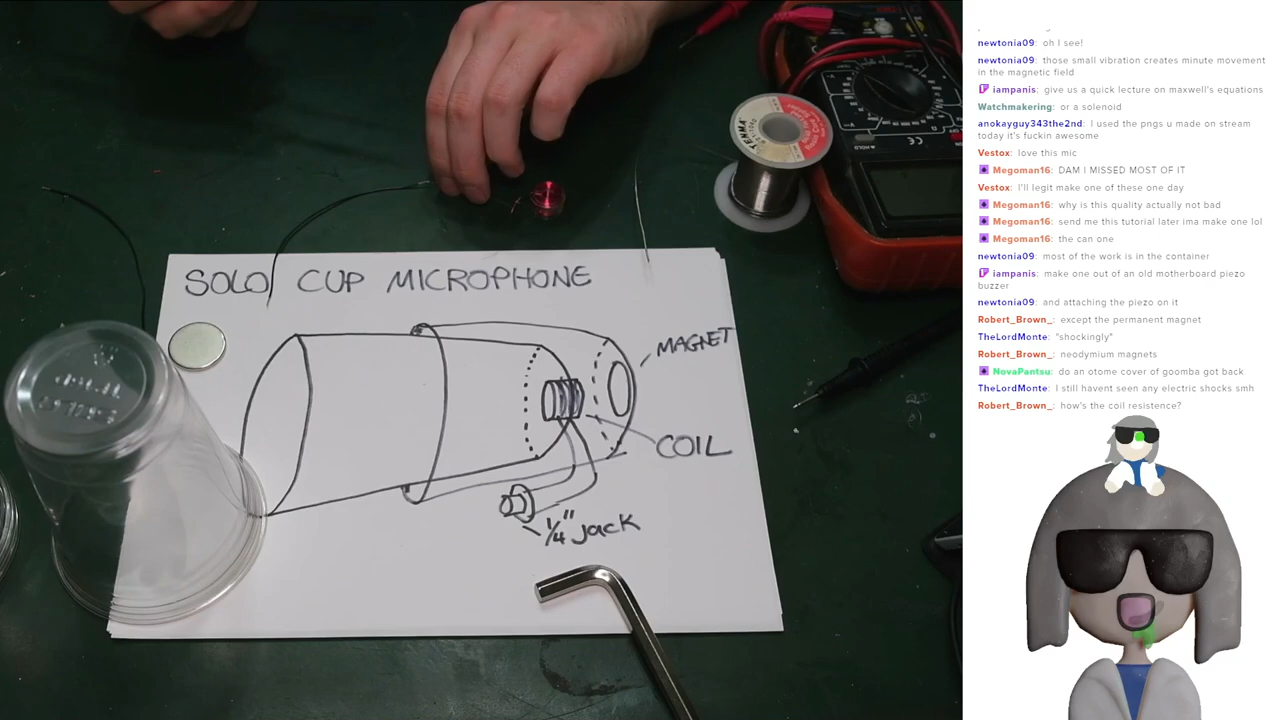 newtonia09: oh I see!
newtonia09: those small vibration creates minute movement
in the magnetic field
iampanis: give us a quick lecture on maxwell's equations
Watchmakering: or a solenoid
anokayguy343the2nd: I used the pngs u made on stream
today it's fuckin awesome
Vestox: love this mic
Megoman16: DAM I MISSED MOST OF IT
Vestox: I'll legit make one of these one day
Megoman16: why is this quality actually not bad
Megoman16: send me this tutorial later ima make one lol
Megoman16: the can one
newtonia09: most of the work is in the container
iampanis: make one out of an old motherboard piezo
buzzer
newtonia09: and attaching the piezo on it
Robert_Brown_: except the permanent magnet
TheLordMonte: "shockingly"
Robert_Brown_: neodymium magnets
NovaPantsu: do an otome cover of goomba got back
TheLordMonte: I still havent seen any electric shocks smh
Robert_Brown_: how's the coil resistence?
TENMA
SOLO CUP MICROPHONE
MAGNET
COIL
1/4" Jack